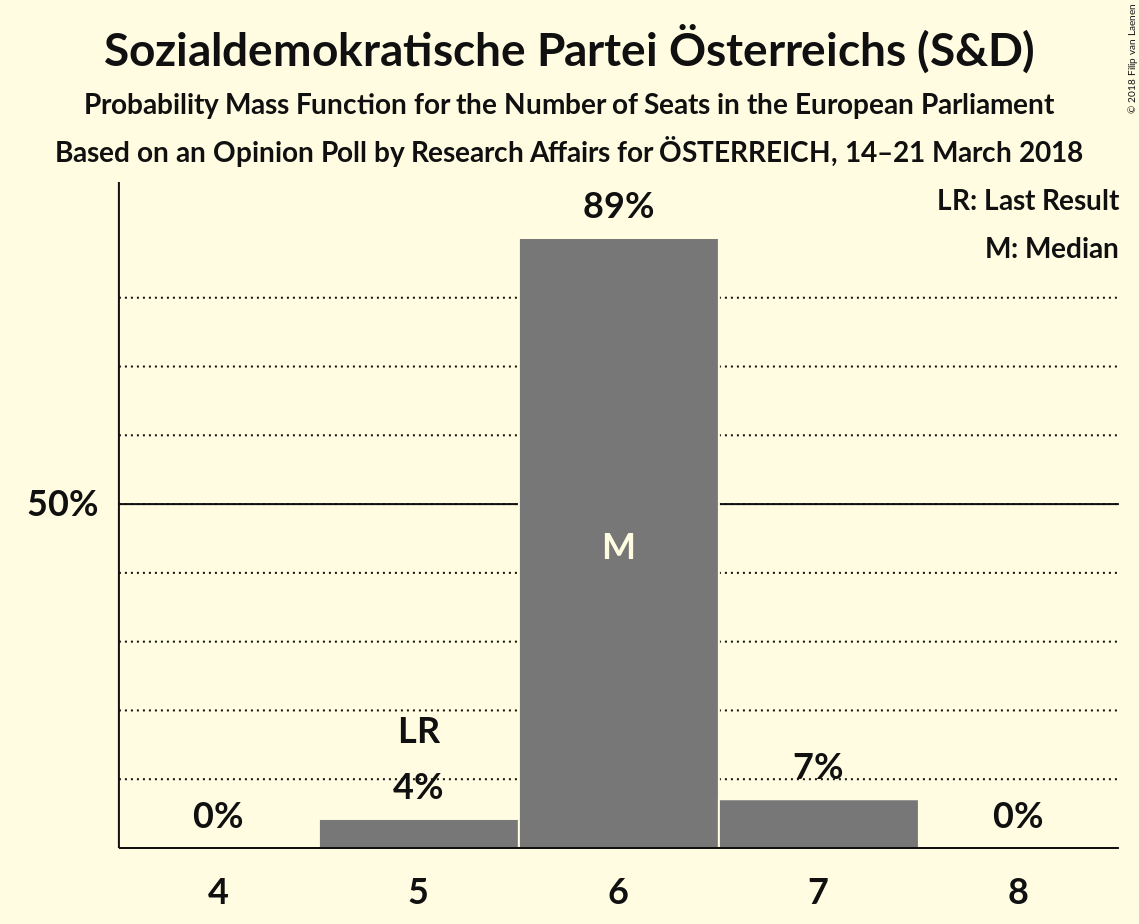 Sozialdemokratische Partei Österreichs (S&D)
Probability Mass Function for the Number of Seats in the European Parliament
Based on an Opinion Poll by Research Affairs for ÖSTERREICH, 14–21 March 2018
© 2018 Filip van Laenen
LR: Last Result
M: Median
89%
50%
M
LR
4%
7%
0%
0%
4 5 6 7 8